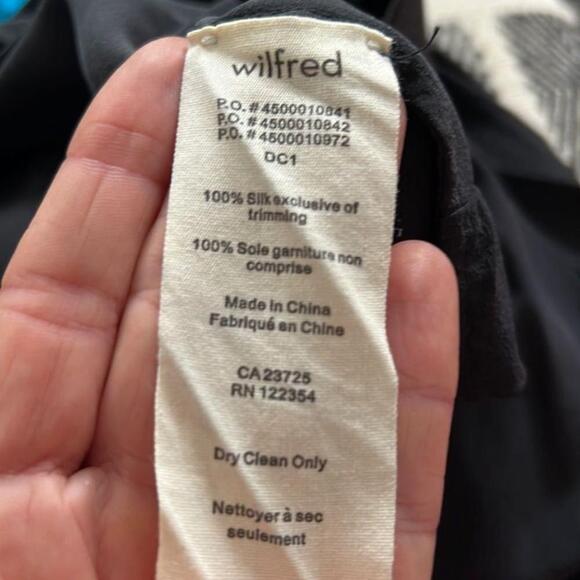 wilfred
P.O. # 4500010841
P.O. # 4500010842
P.O. # 4500010972
DC1
100% Silk exclusive of
trimming
100% Soie garniture non
comprise
Made in China
Fabriqué en Chine
CA 23725
RN 122354
Dry Clean Only
Nettoyer à sec
seulement